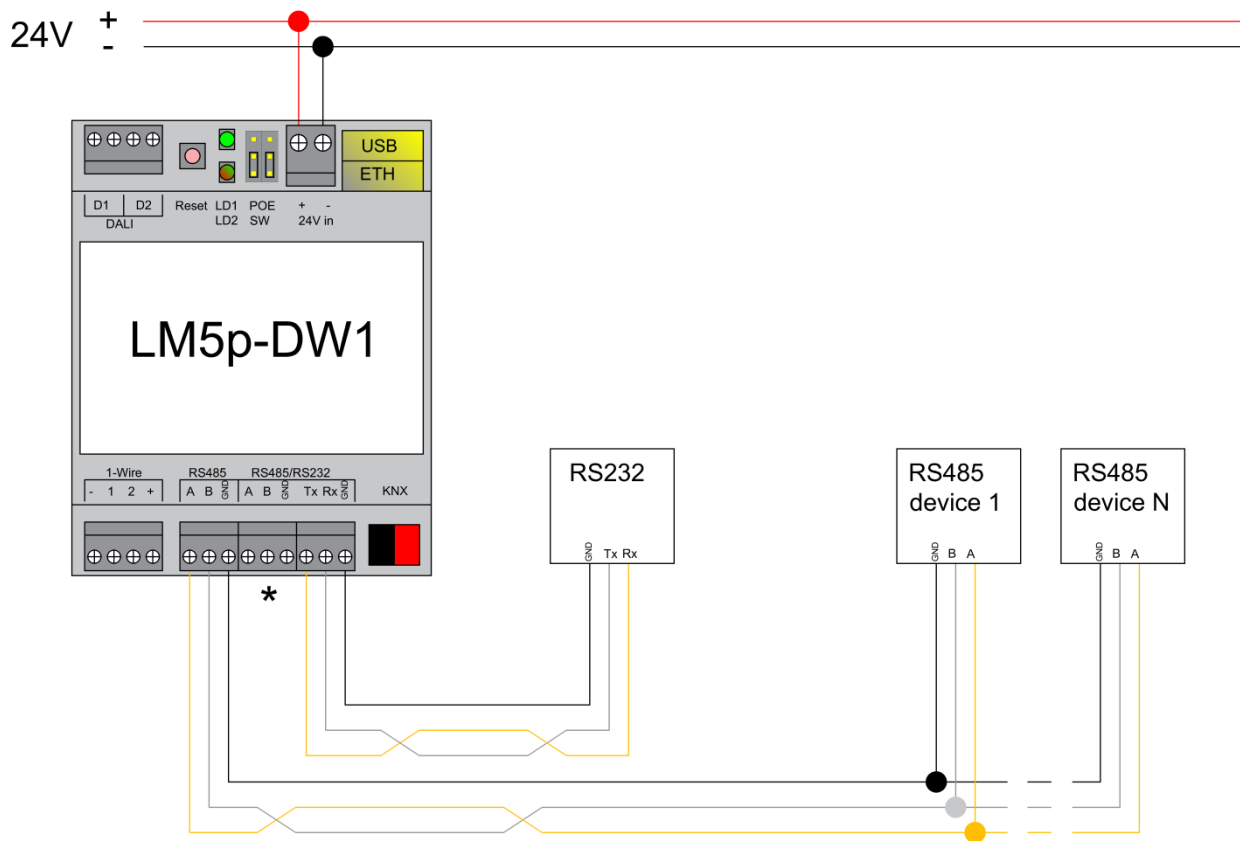 24V + -
USB
ETH
D1 D2
DALI
Reset LD1 POE + -
LD2 SW 24V in
LM5p-DW1
1-Wire RS485 RS485/RS232
- 1 2 + A B GND A B GND Tx Rx GND KNX
*
RS232
GND Tx Rx
RS485
device 1
GND B A
RS485
device N
GND B A